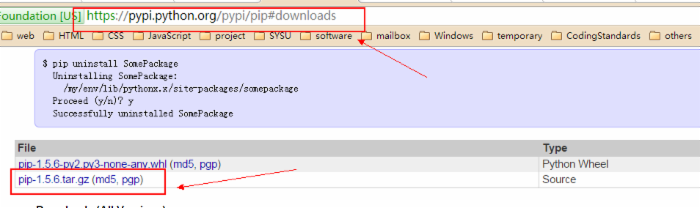 Foundation [US] https://pypi.python.org/pypi/pip#downloads
web HTML CSS JavaScript project SYSU software mailbox Windows temporary CodingStandards others
$ pip uninstall SomePackage
Uninstalling SomePackage:
/my/env/lib/pythonx.x/site-packages/somepackage
Proceed (y/n)? y
Successfully uninstalled SomePackage
File Type
pip-1.5.6-py2.py3-none-any.whl (md5, pgp) Python Wheel
pip-1.5.6.tar.gz (md5, pgp) Source